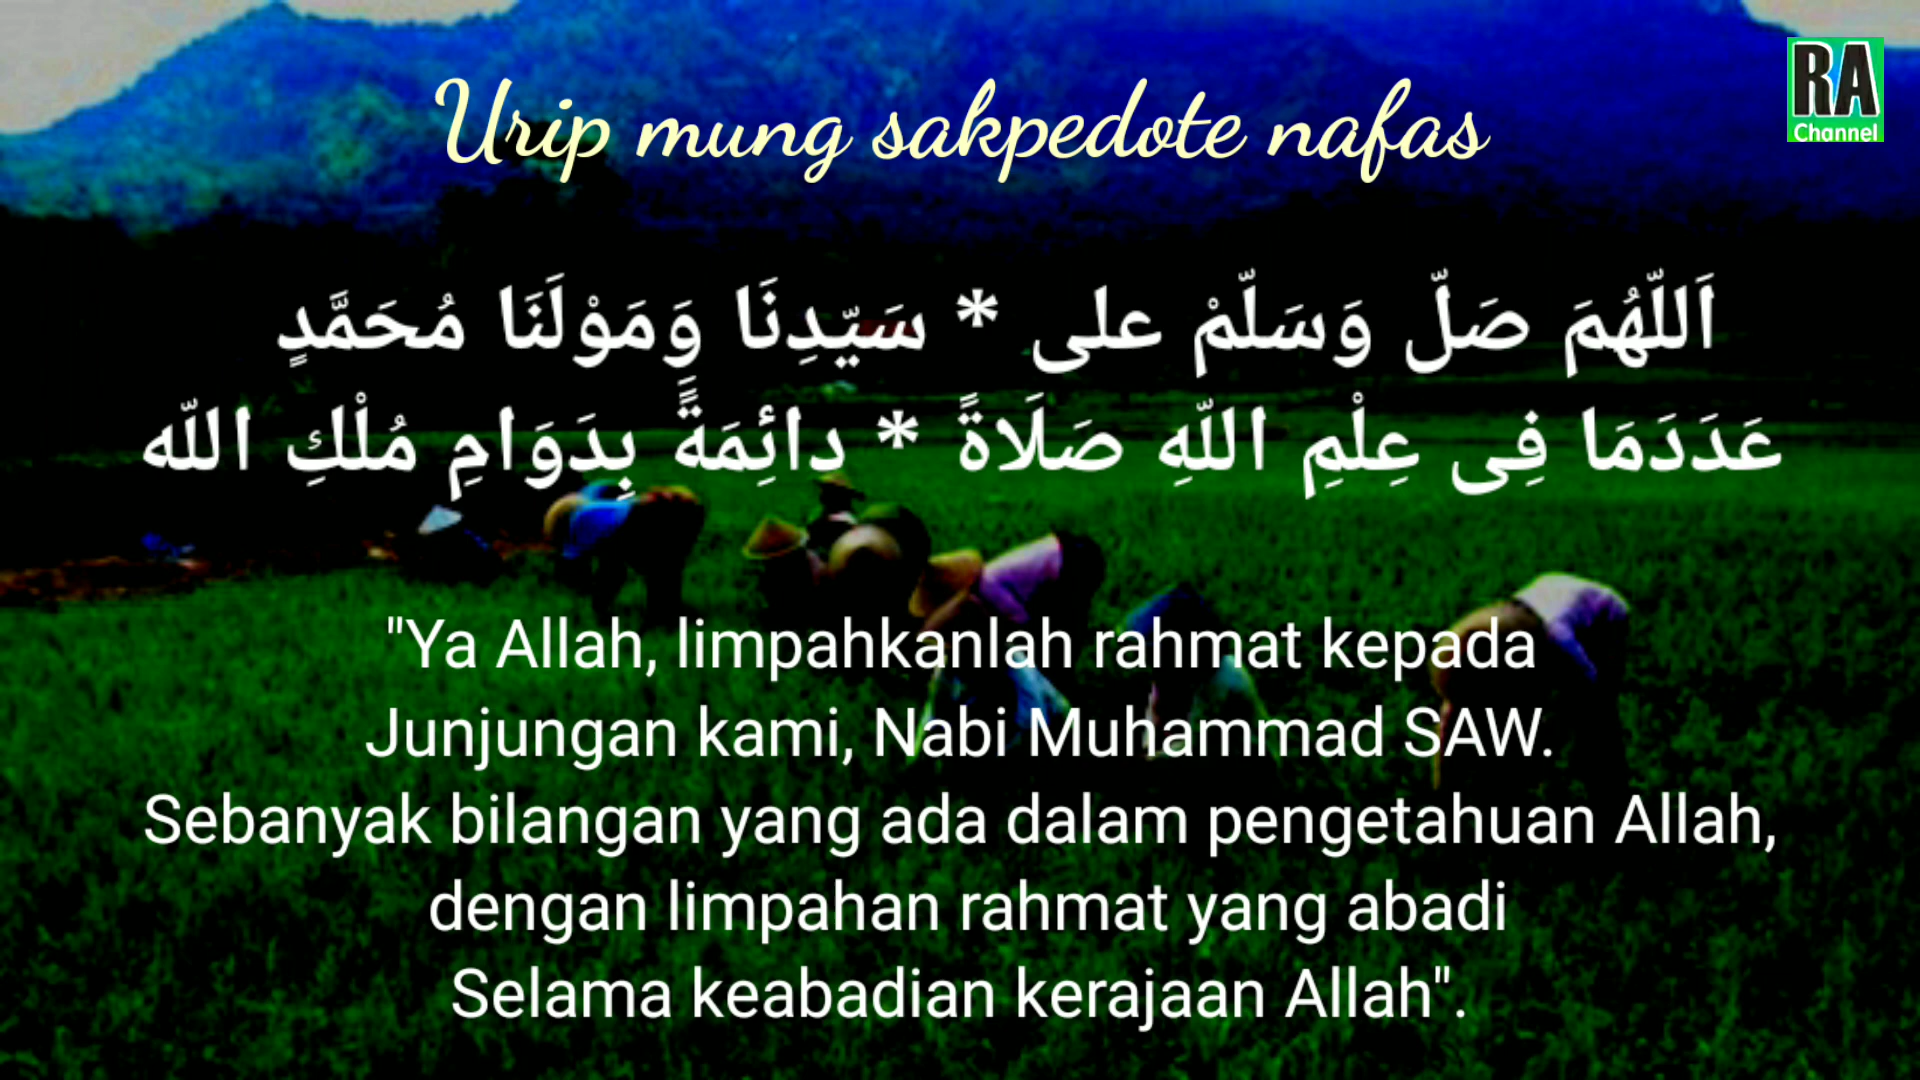 Urip mung sakpedote nafas
RA
Channel
اَللّهُمَ صَلّ وَسَلّمْ على * سَيّدِنَا وَمَوْلَنَا مُحَمَّدٍ
عَدَدَمَا فِى عِلْمِ اللّهِ صَلَاةً * دائِمَةًً بِدَوَامِ مُلْكِ اللّه
"Ya Allah, limpahkanlah rahmat kepada
Junjungan kami, Nabi Muhammad SAW.
Sebanyak bilangan yang ada dalam pengetahuan Allah,
dengan limpahan rahmat yang abadi
Selama keabadian kerajaan Allah".